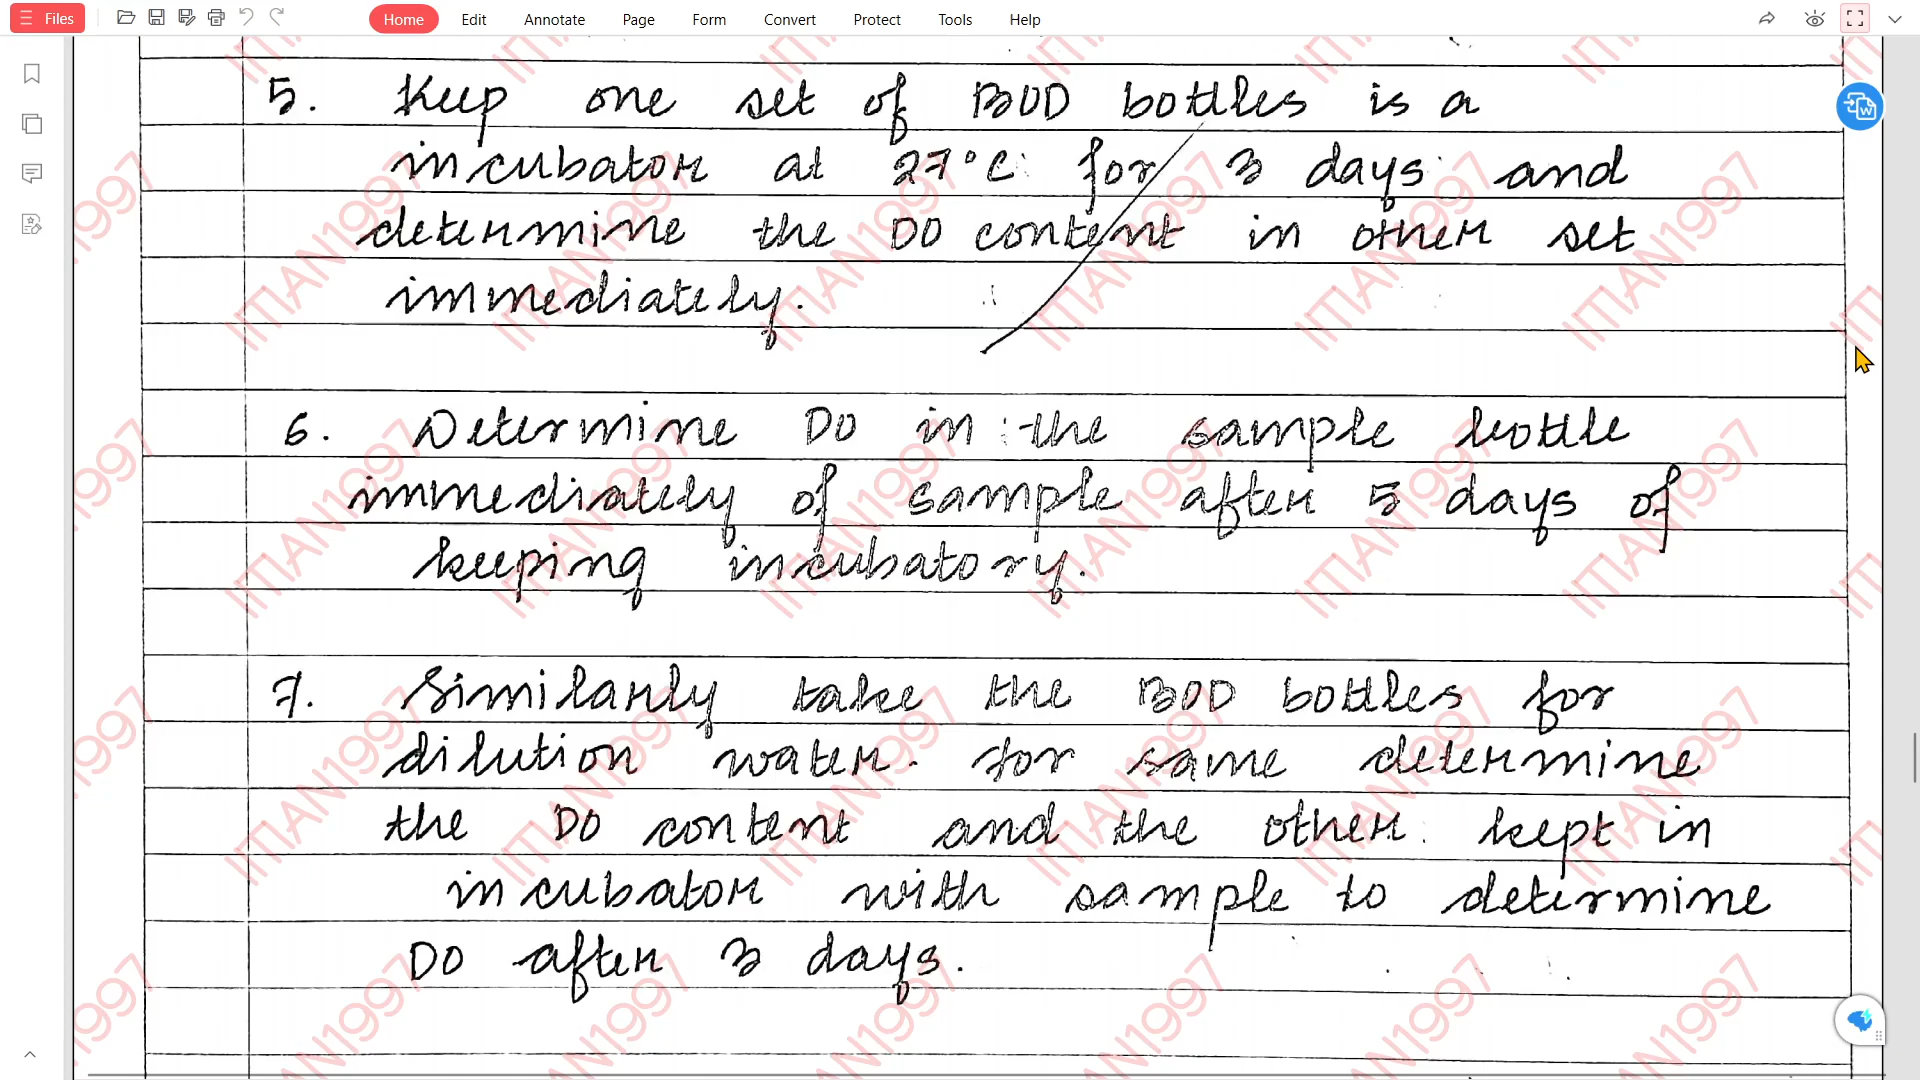 Files
Home Edit Annotate Page Form Convert Protect Tools Help
5. Keep one set of BOD bottles is a
incubator at 27°C for 3 days and
determine the DO content in other set
immediately.
6. Determine DO in the sample bottle
immediately of sample after 5 days of
keeping incubatory.
7. Similarly take the BOD bottles for
dilution water. for same determine
the DO content and the other kept in
incubator with sample to determine
DO after 3 days.
IMAN1997